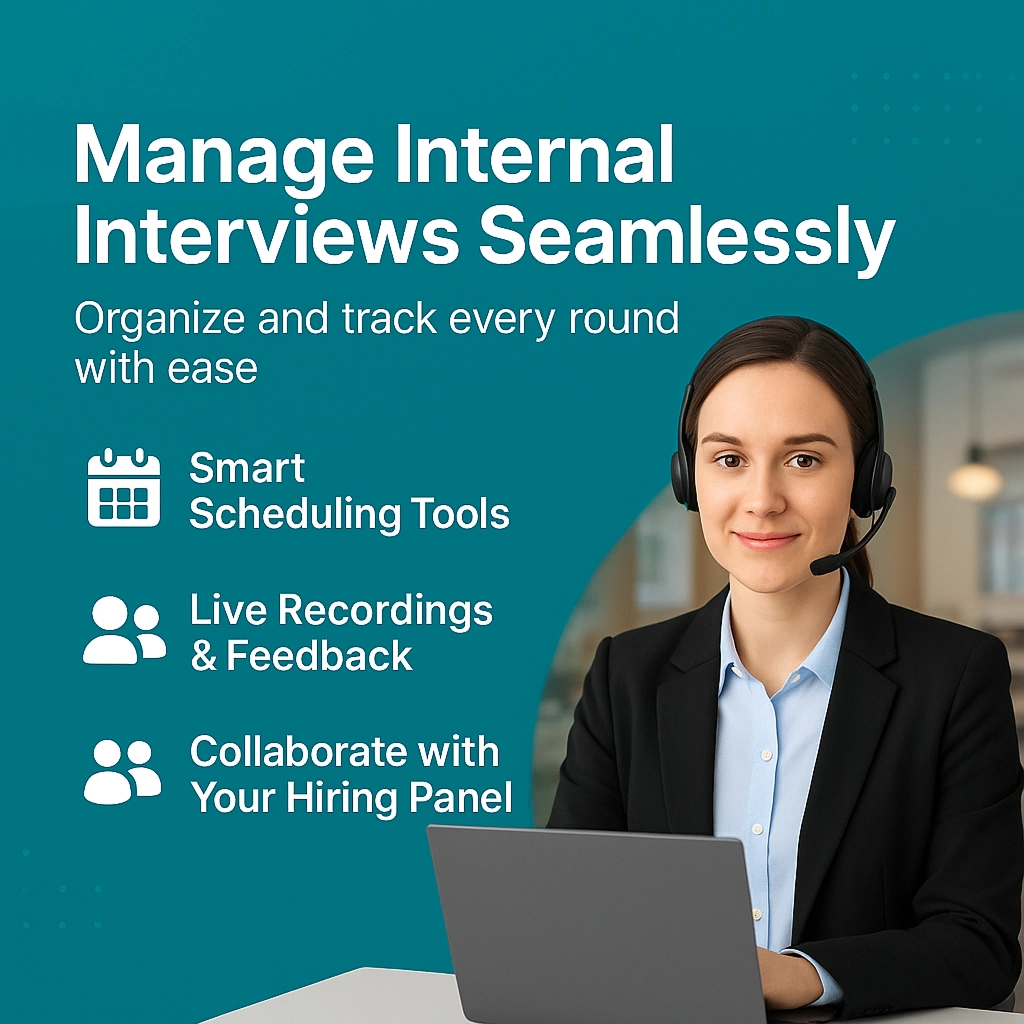 Manage Internal
Interviews Seamlessly
Organize and track every round
with ease
Smart
Scheduling Tools
Live Recordings
& Feedback
Collaborate with
Your Hiring Panel